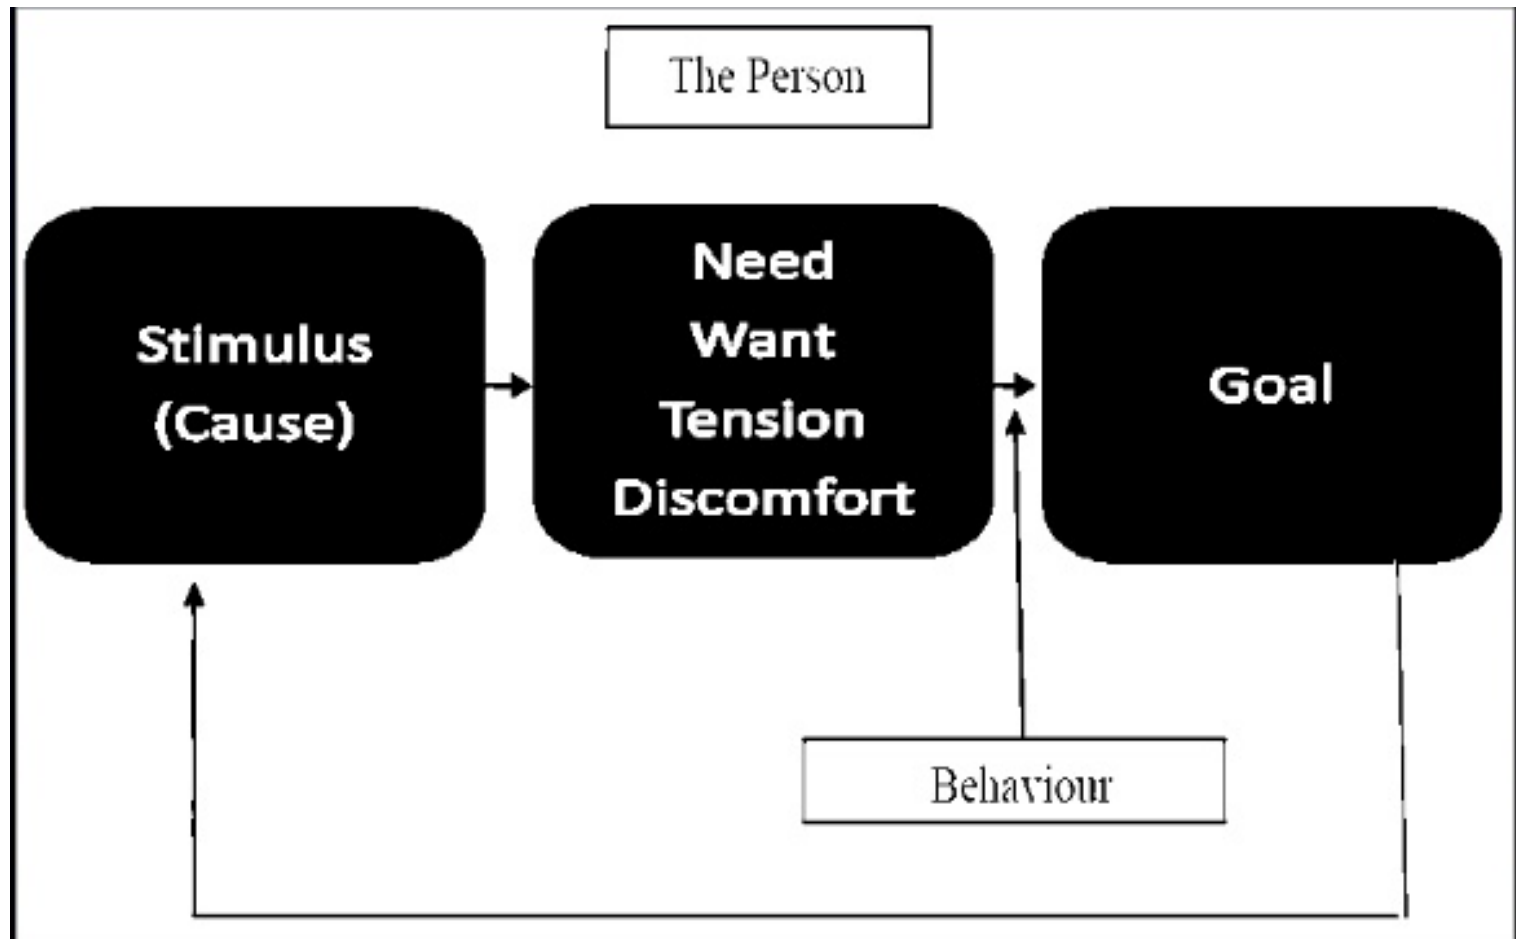 The Person
Stimulus
(Cause)
Need
Want
Tension
Discomfort
Goal
Behaviour